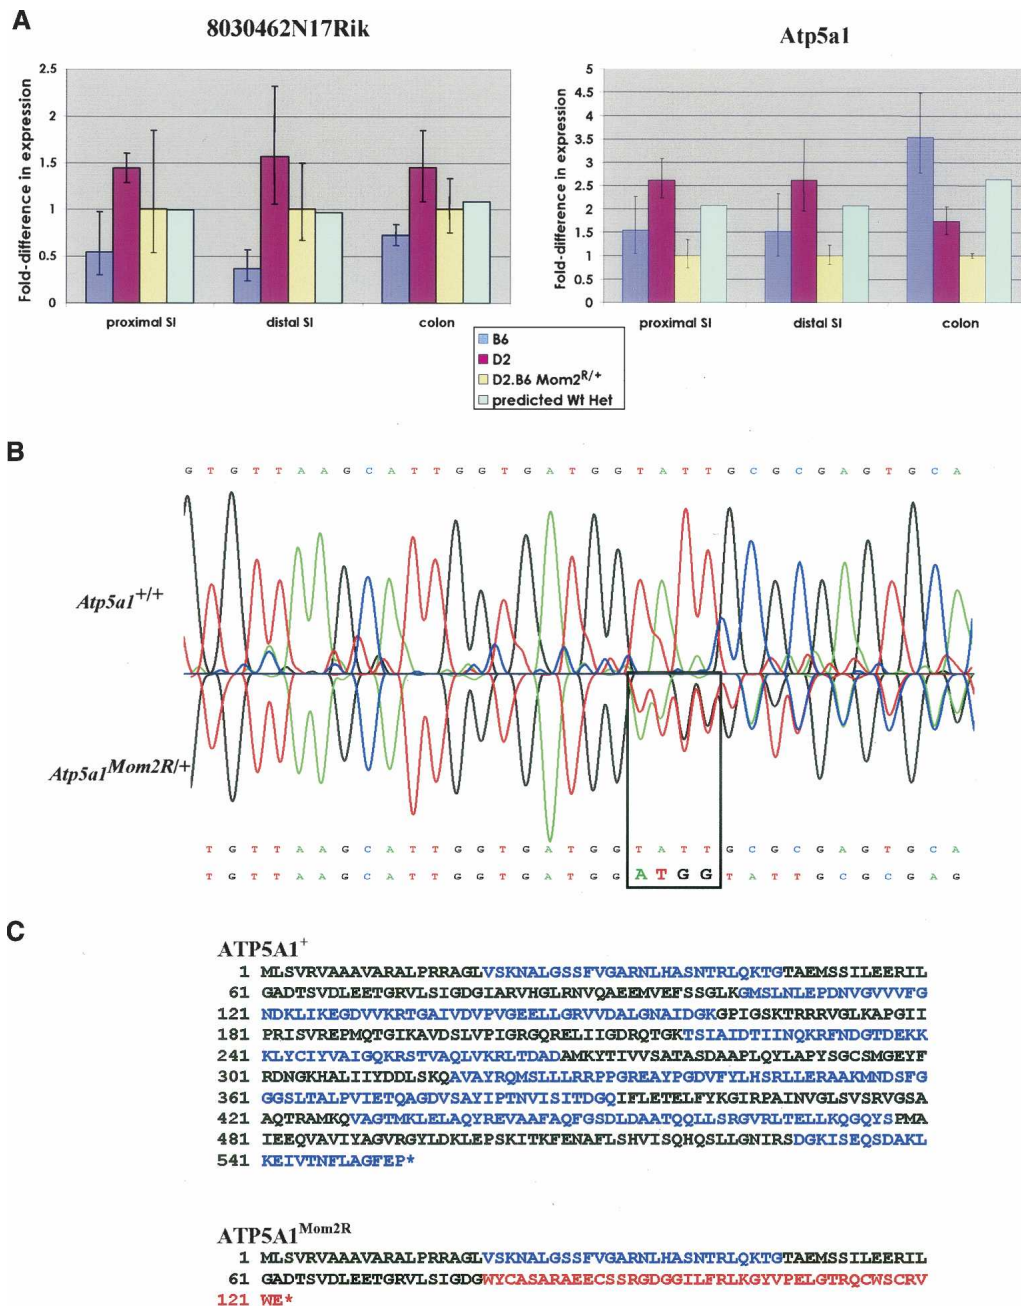 A
8030462N17Rik
Atp5a1
Fold-difference in expression
2.5
2
1.5
1
0.5
0
proximal SI
distal SI
colon
Fold-difference in expression
5
4.5
4
3.5
3
2.5
2
1.5
1
0.5
0
proximal SI
distal SI
colon
B6
D2
D2.B6 Mom2R/+
predicted Wt Het
B
G T G T T A A G C A T T G G T G A T G G T A T T G C G C G A G T G C A
Atp5a1+/+
Atp5a1Mom2R/+
T G T T A A G C A T T G G T G A T G G T A T T G C G C G A G T G C A
T G T T A A G C A T T G G T G A T G G A T G G T A T T G C G C G A G
C
ATP5A1+
1 MLSVRVAAAVARALPRRAGLVSKNALGSSFVGARNLHASNTRLQKTGTAEMSSILEERIL
61 GADTSVDLEETGRVLSIGDGIARVHGLRNVQAEEMVEFSSGLKGMSLNLEPDNVGVVVFG
121 NDKLIKEGDVVKRTGAIVDVPVGEELLGRVVDALGNAIDGKGPIGSKTRRRVGLKAPGII
181 PRISVREPMQTGIKAVDSLVPIGRGQRELIIGDRQTGKTSIAIDTIINQKRFNDGTDEKK
241 KLYCIYVAIGQKRSTVAQLVKRLTDADAMKYTIVVSATASDAAPLQYLAPYSGCSMGEYF
301 RDNGKHALIIYDDLSKQAVAYRQMSLLLRRPPGREAYPGDVFYLHSRLLERAAKMNDSFG
361 GGSLTALPVIETQAGDVSAYIPTNVISITDGQIFLETELFYKGIRPAINVGLSVSRVGSA
421 AQTRAMKQVAGTMKLELAQYREVAAFAQFGSDLDAATQQLLSRGVRLTELLKQGQYSPMA
481 IEEQVAVIYAGVRGYLDKLEPSKITKFENAFLSHVISQHQSLLGNIRSDGKISEQSDAKL
541 KEIVTNFLAGFEP*
ATP5A1Mom2R
1 MLSVRVAAAVARALPRRAGLVSKNALGSSFVGARNLHASNTRLQKTGTAEMSSILEERIL
61 GADTSVDLEETGRVLSIGDGWYCASARAEECSSRGDGGILFRLKGYVPELGTRQCWSCRV
121 WE*